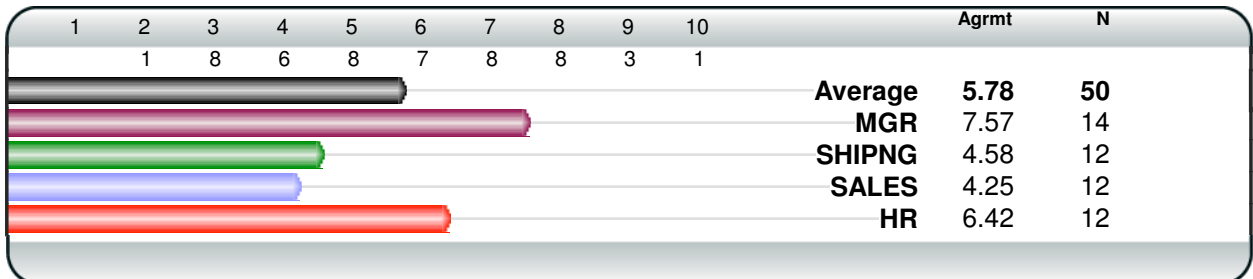 1 2 3 4 5 6 7 8 9 10 Agrmt N
1 8 6 8 7 8 8 3 1
Average 5.78 50
MGR 7.57 14
SHIPNG 4.58 12
SALES 4.25 12
HR 6.42 12